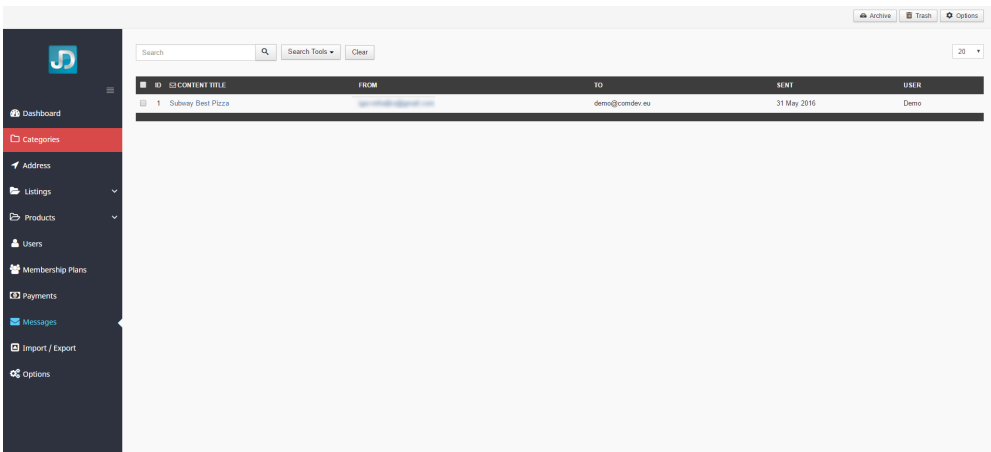 Archive Trash Options
JD
Search Search Tools Clear 20
ID CONTENT TITLE FROM TO SENT USER
1 Subway Best Pizza demo@comdev.eu 31 May 2016 Demo
Dashboard
Categories
Address
Listings
Products
Users
Membership Plans
Payments
Messages
Import / Export
Options